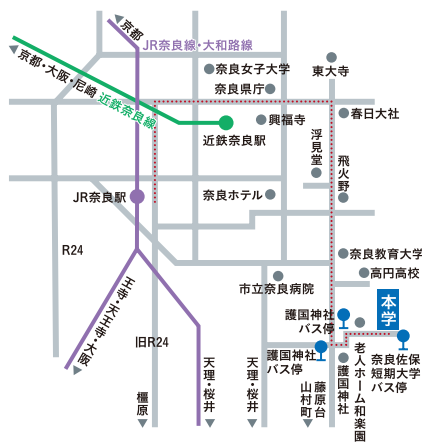 京都
JR奈良線・大和路線
京都・大阪・尼崎
近鉄奈良線
奈良女子大学
東大寺
奈良県庁
春日大社
興福寺
近鉄奈良駅
浮見堂
飛火野
JR奈良駅
奈良ホテル
R24
奈良教育大学
高円高校
市立奈良病院
王寺・天王寺・大阪
本学
護国神社
バス停
旧R24
護国神社
バス停
老人ホーム和楽園
奈良佐保
短期大学
バス停
護国神社
橿原
天理・桜井
天理・桜井
藤原台
山村町